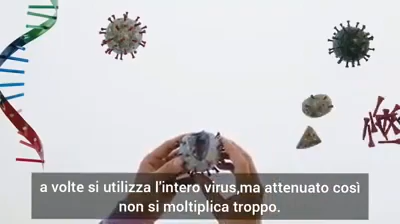 a volte si utilizza l'intero virus,ma attenuato così
non si moltiplica troppo.